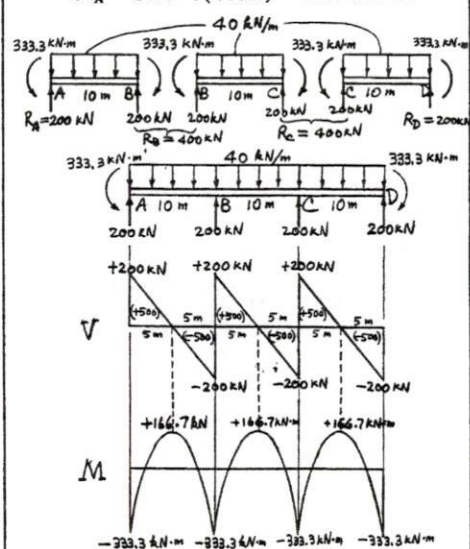 40 kN/m
333.3 kN·m 333.3 kN·m 333.3 kN·m 333.3 kN·m
A 10 m B B 10 m C C 10 m D
R_A = 200 kN 200 kN 200 kN 200 kN 200 kN R_D = 200 kN
R_B = 400 kN R_C = 400 kN
333.3 kN·m 40 kN/m 333.3 kN·m
A 10 m B 10 m C 10 m D
200 kN 200 kN 200 kN 200 kN
+200 kN +200 kN +200 kN
V (+500) 5 m (+500) 5 m (+500) 5 m
5 m (-500) 5 m (-500) 5 m (-500)
-200 kN -200 kN -200 kN
+166.7 kN +166.7 kN·m +166.7 kN·m
M
-333.3 kN·m -333.3 kN·m -333.3 kN·m -333.3 kN·m